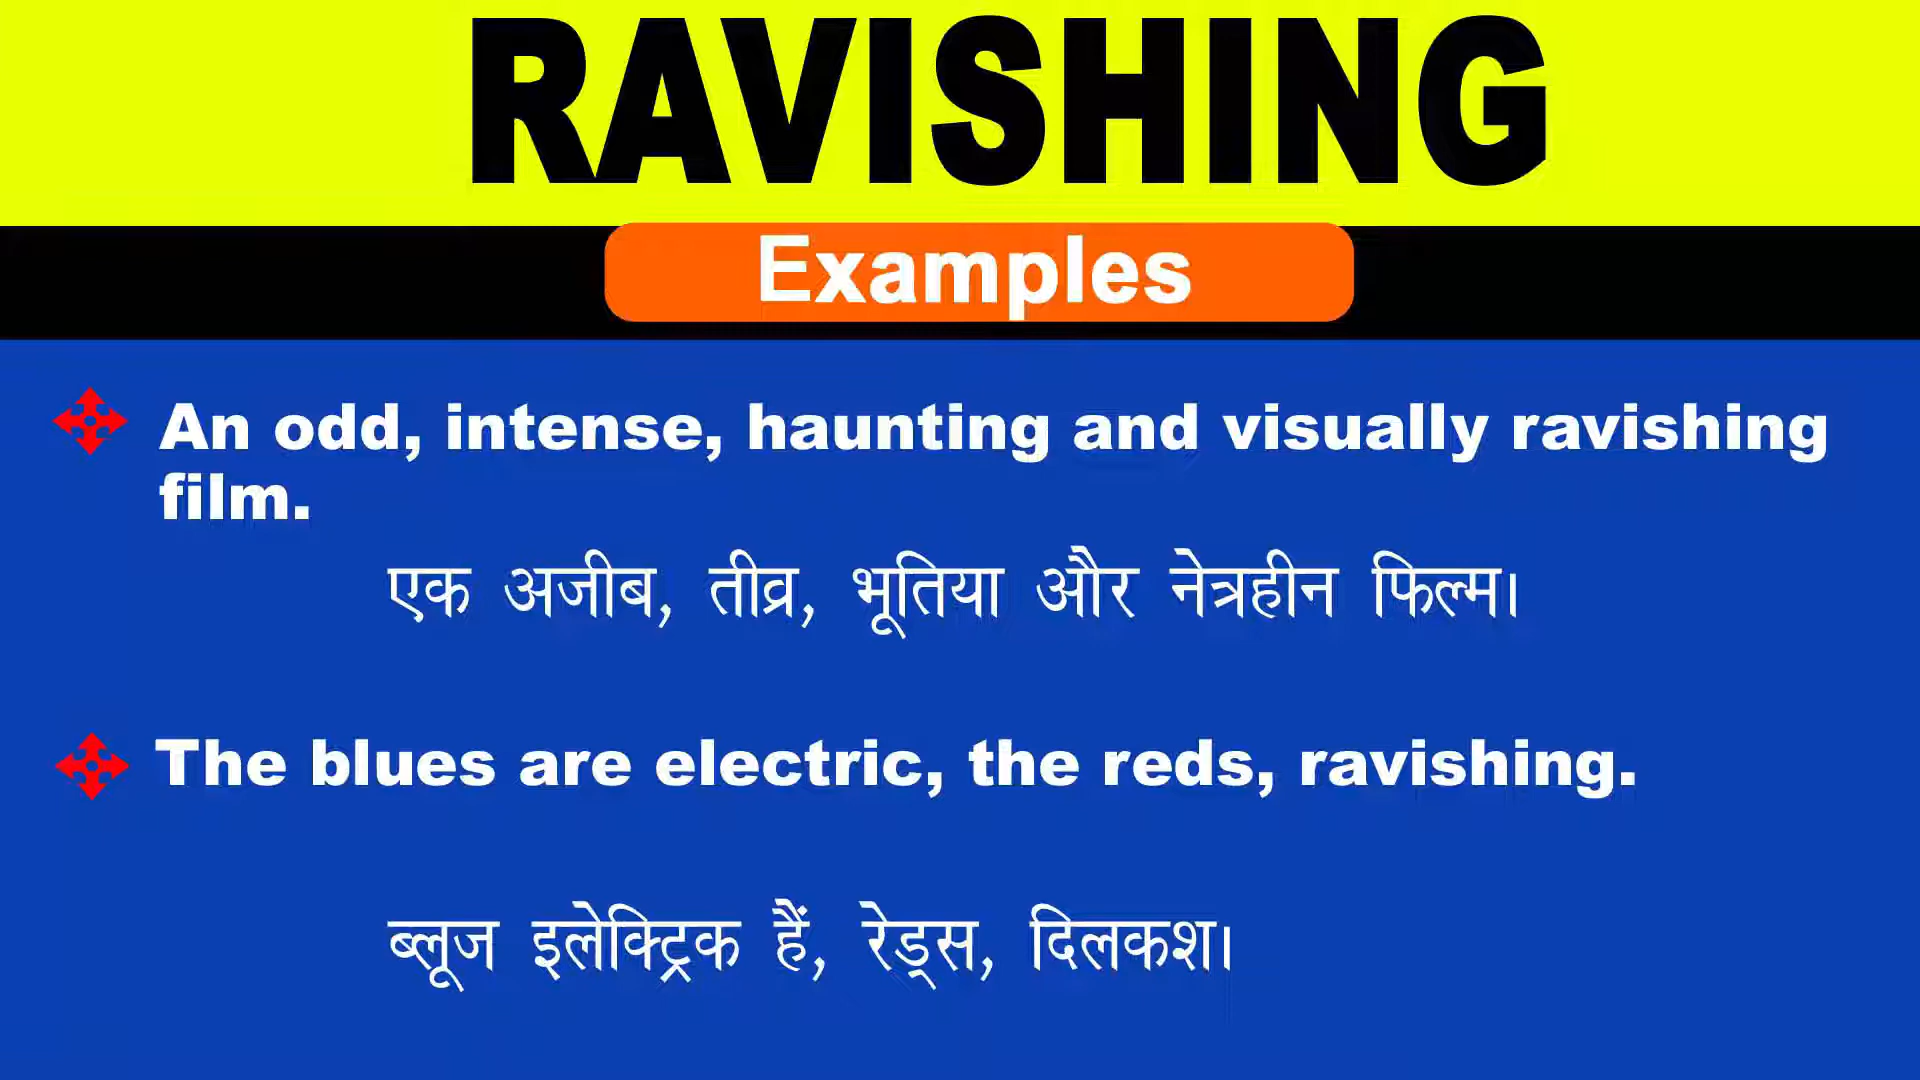 RAVISHING
Examples
An odd, intense, haunting and visually ravishing
film.
एक अजीब, तीव्र, भूतिया और नेत्रहीन फिल्म।
The blues are electric, the reds, ravishing.
ब्लूज इलेक्ट्रिक हैं, रेड्स, दिलकश।